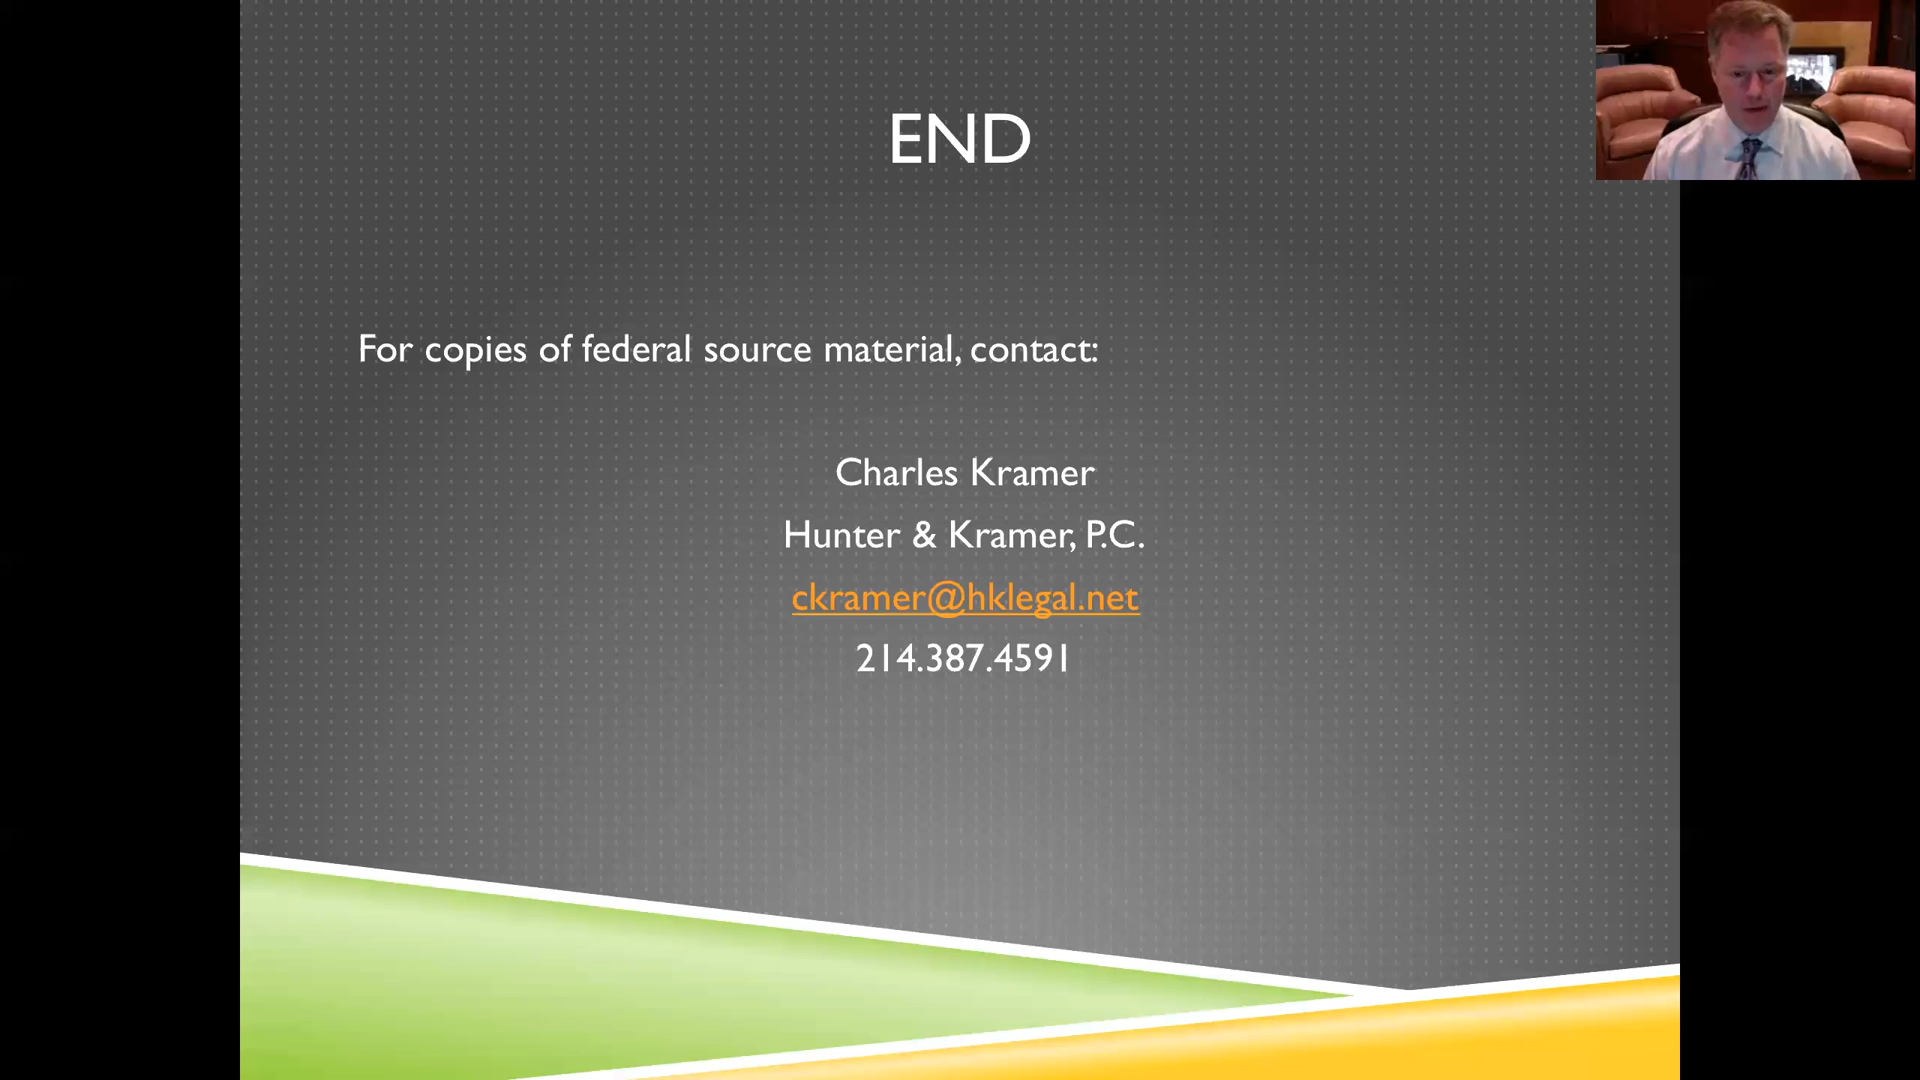 END
For copies of federal source material, contact:
Charles Kramer
Hunter & Kramer, P.C.
ckramer@hklegal.net
214.387.4591